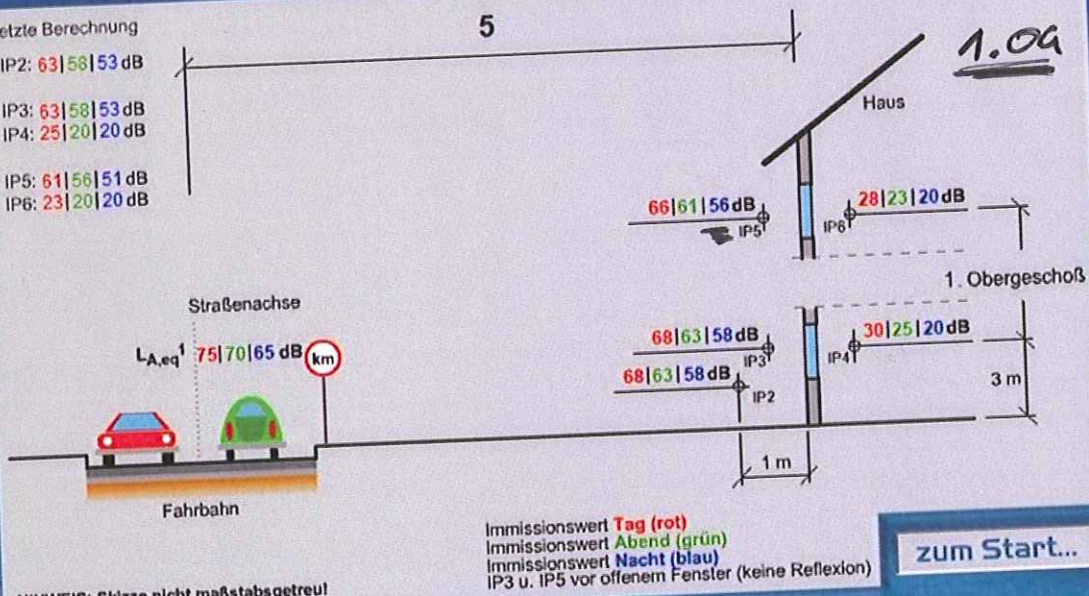 etzte Berechnung
IP2: 63|58|53 dB
IP3: 63|58|53 dB
IP4: 25|20|20 dB
IP5: 61|56|51 dB
IP6: 23|20|20 dB
5
1.OG
Haus
66|61|56 dB
IP5
28|23|20 dB
IP6
1. Obergeschoß
Straßenachse
LA,eq¹ 75|70|65 dB
km
68|63|58 dB
IP3
30|25|20 dB
IP4
68|63|58 dB
IP2
3 m
1 m
Fahrbahn
Immissionswert Tag (rot)
Immissionswert Abend (grün)
Immissionswert Nacht (blau)
IP3 u. IP5 vor offenem Fenster (keine Reflexion)
zum Start...
HINWEIS: Skizze nicht maßstabsgetreu!